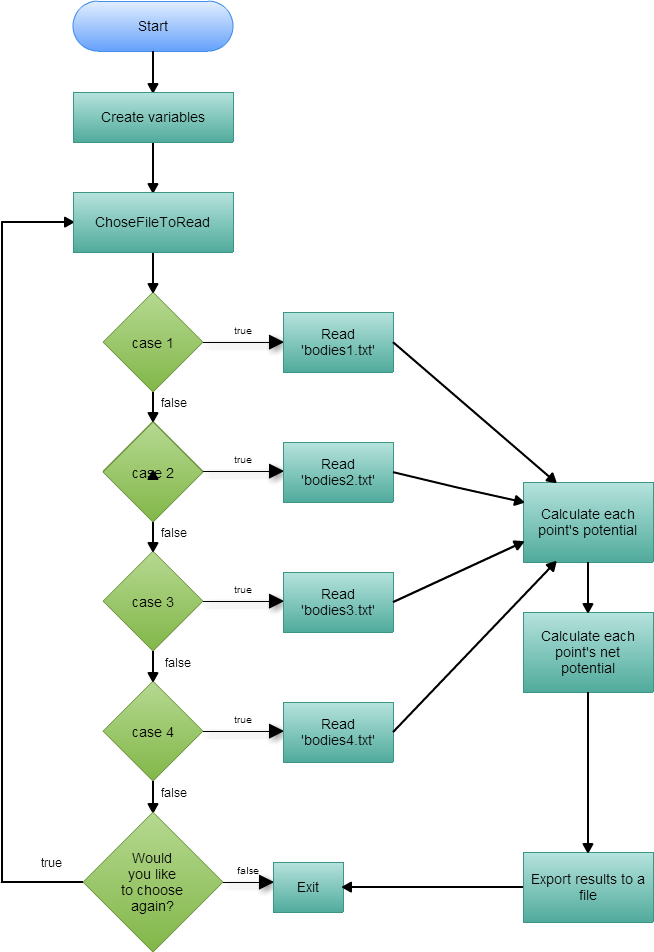 Start
Create variables
ChoseFileToRead
case 1
true
Read
'bodies1.txt'
false
case 2
true
Read
'bodies2.txt'
Calculate each
point's potential
false
case 3
true
Read
'bodies3.txt'
Calculate each
point's net
potential
false
case 4
true
Read
'bodies4.txt'
false
Would
you like
to choose
again?
true
false
Exit
Export results to a
file